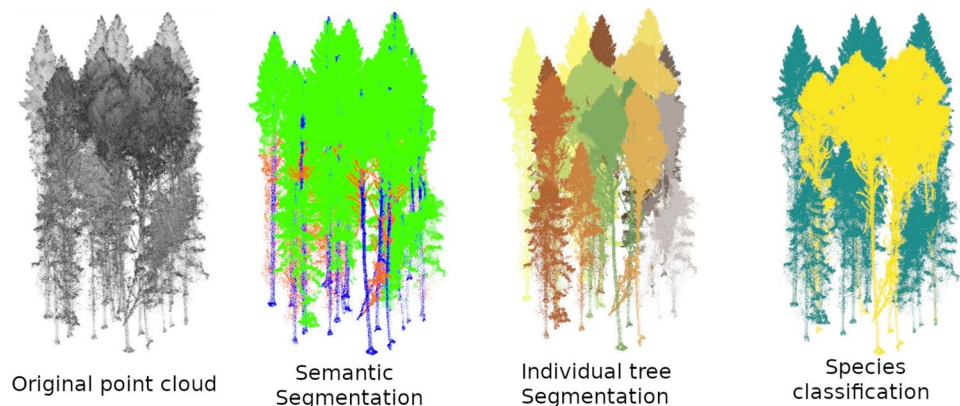 Original point cloud
Semantic
Segmentation
Individual tree
Segmentation
Species
classification